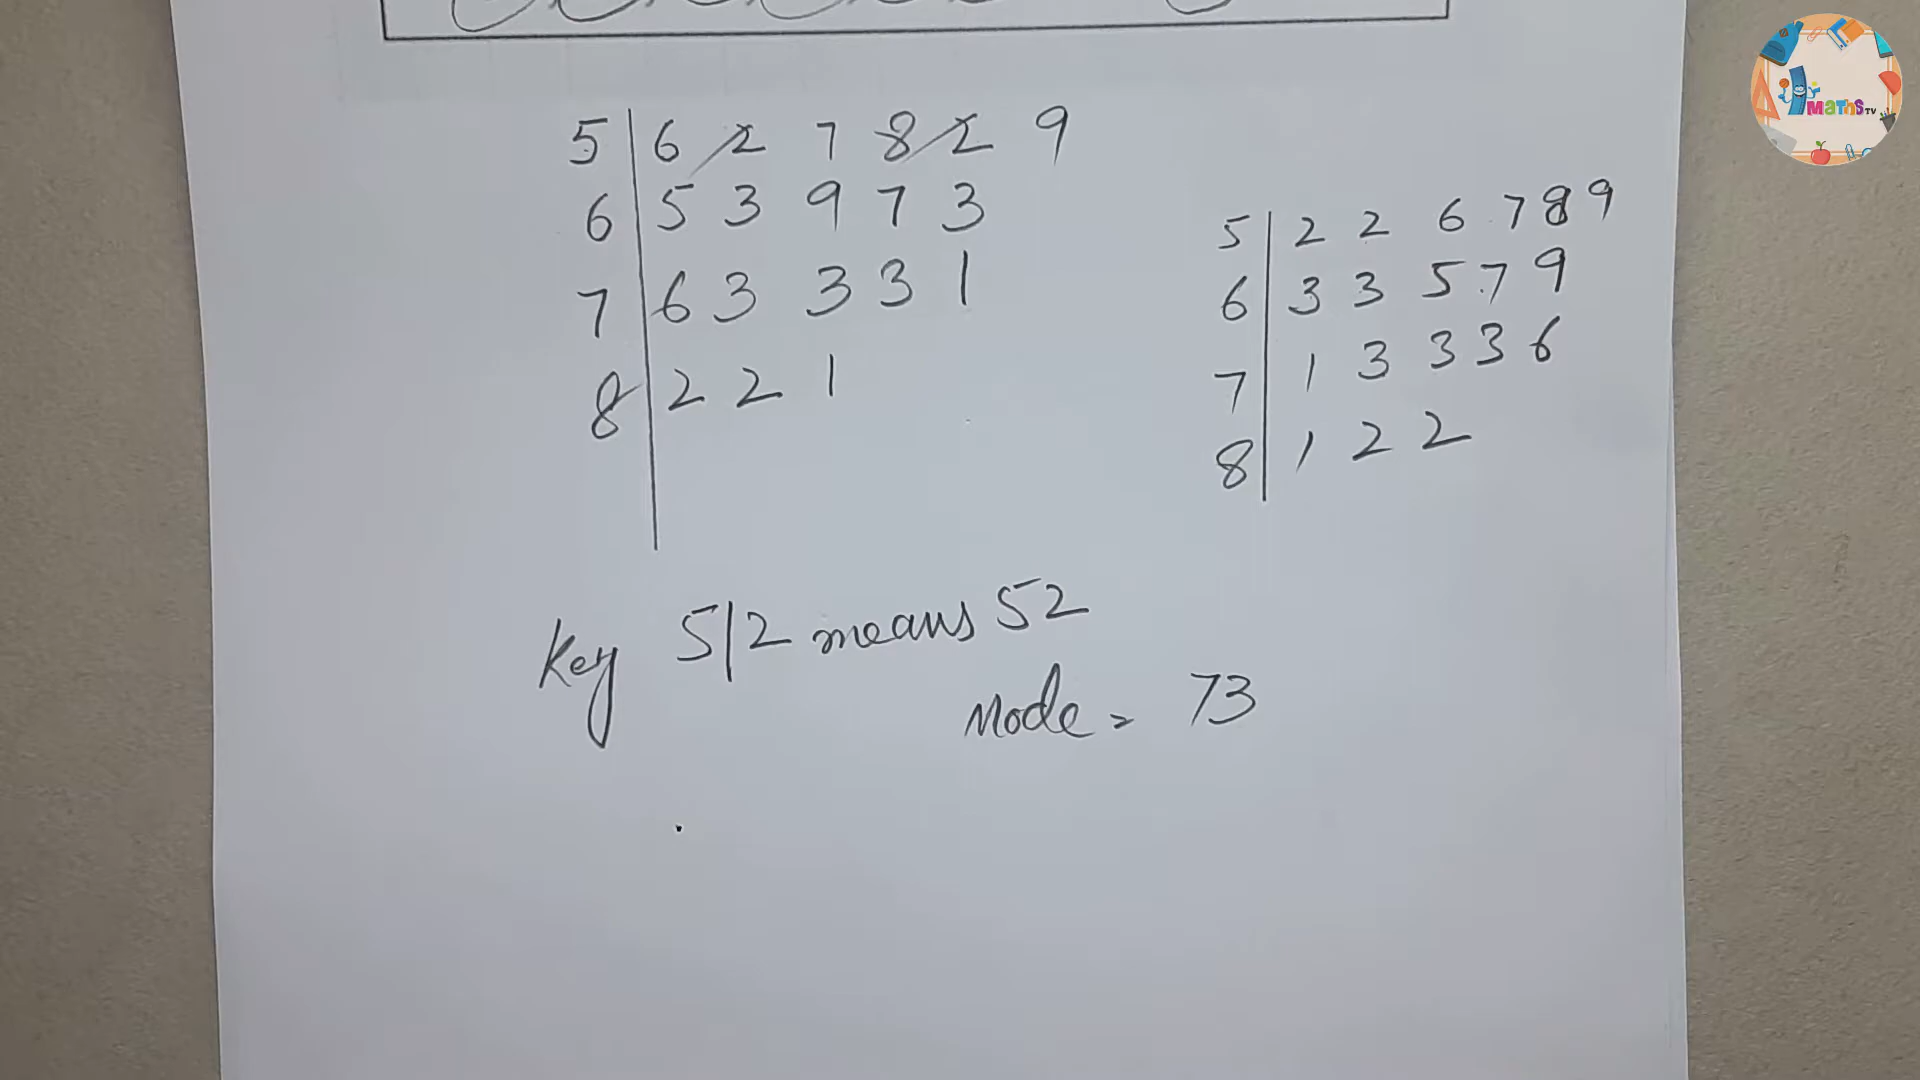 5 | 6 2 7 8 2 9
6 | 5 3 9 7 3
7 | 6 3 3 3 1
8 | 2 2 1
5 | 2 2 6 7 8 9
6 | 3 3 5 7 9
7 | 1 3 3 3 6
8 | 1 2 2
Key 5|2 means 52
Mode = 73
MATHS TV